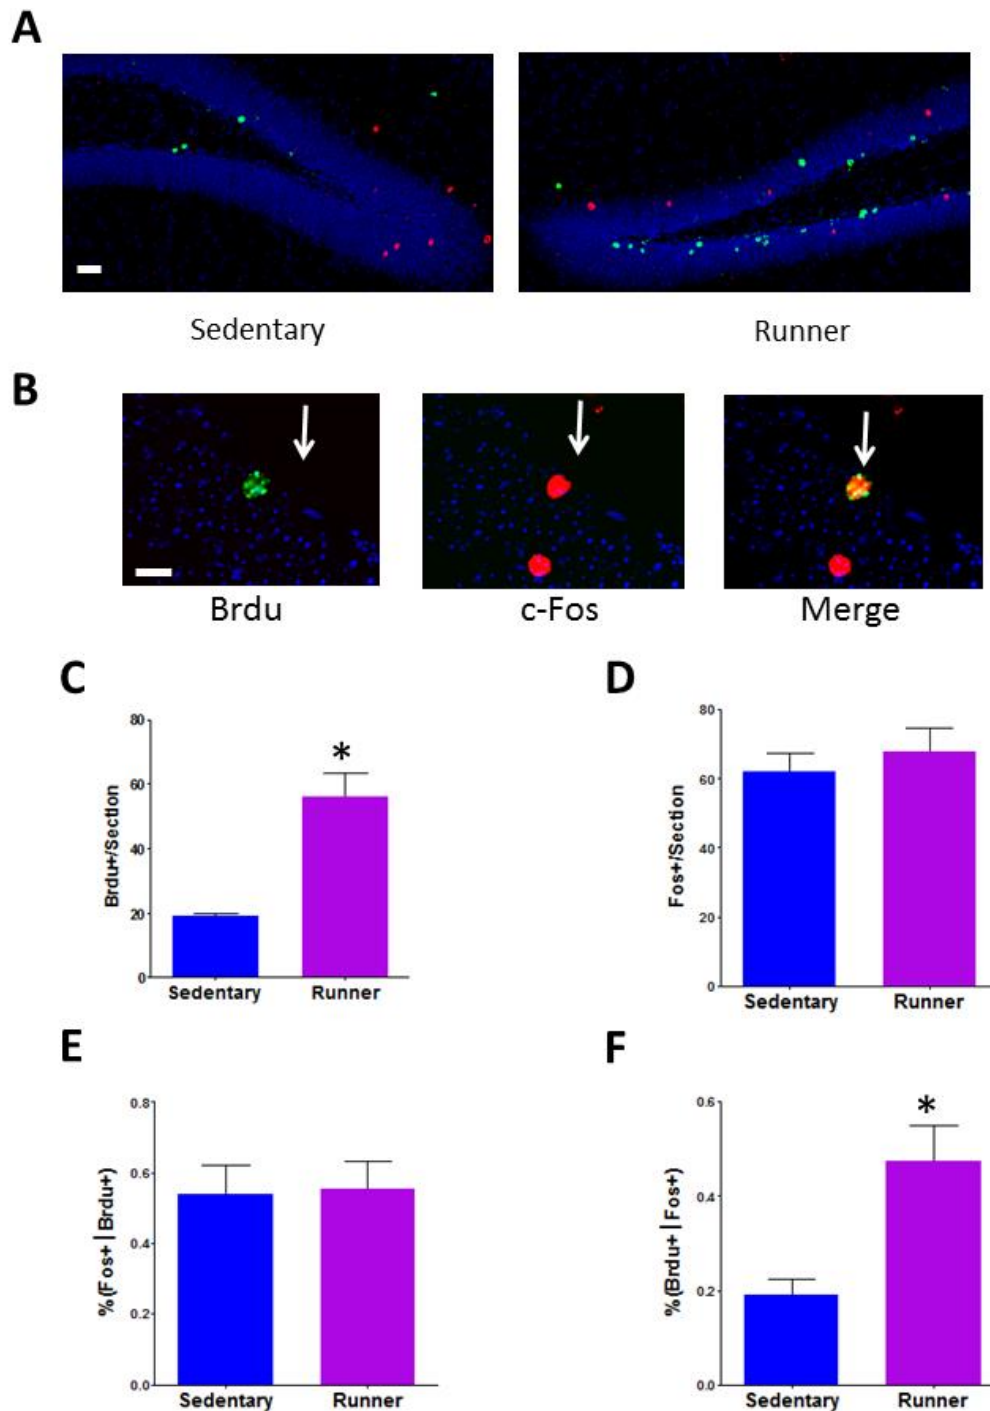 A
Sedentary
Runner
B
Brdu
c-Fos
Merge
C
80
60
40
20
0
Brdu+/Section
*
Sedentary
Runner
D
80
60
40
20
0
Fos+/Section
Sedentary
Runner
E
0.8
0.6
0.4
0.2
0.0
%(Fos+ | Brdu+)
Sedentary
Runner
F
0.6
0.4
0.2
0.0
%(Brdu+ | Fos+)
*
Sedentary
Runner